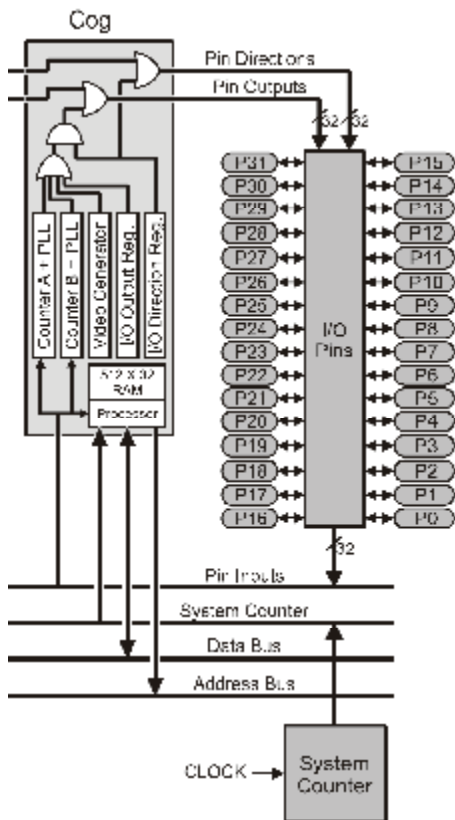 Cog
Pin Directions
Pin Outputs
32
32
P31
P15
P30
P14
P29
P13
P28
P12
P27
P11
P26
P10
P25
P9
P24
P8
P23
P7
P22
P6
P21
P5
P20
P4
P19
P3
P18
P2
P17
P1
P16
P0
I/O
Pins
Counter A + PLL
Counter B + PLL
Video Generator
I/O Output Reg.
I/O Direction Reg.
512 X 32
RAM
Processor
32
Pin Inputs
System Counter
Data Bus
Address Bus
CLOCK
System
Counter